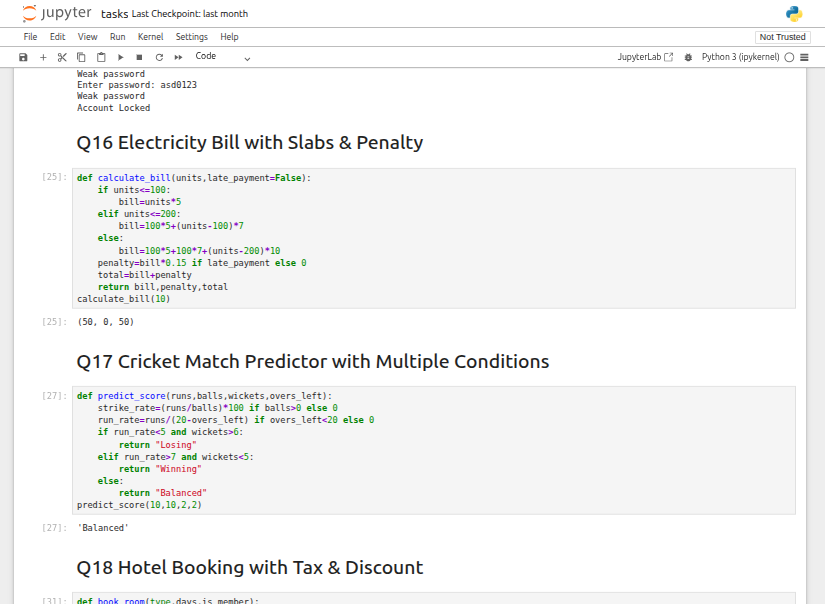 jupyter tasks Last Checkpoint: last month
File Edit View Run Kernel Settings Help Not Trusted
Code JupyterLab Python 3 (ipykernel)
Weak password
Enter password: asd0123
Weak password
Account Locked
Q16 Electricity Bill with Slabs & Penalty
[25]: def calculate_bill(units,late_payment=False):
    if units<=100:
        bill=units*5
    elif units<=200:
        bill=100*5+(units-100)*7
    else:
        bill=100*5+100*7+(units-200)*10
    penalty=bill*0.15 if late_payment else 0
    total=bill+penalty
    return bill,penalty,total
calculate_bill(10)
[25]: (50, 0, 50)
Q17 Cricket Match Predictor with Multiple Conditions
[27]: def predict_score(runs,balls,wickets,overs_left):
    strike_rate=(runs/balls)*100 if balls>0 else 0
    run_rate=runs/(20-overs_left) if overs_left<20 else 0
    if run_rate<5 and wickets>6:
        return "Losing"
    elif run_rate>7 and wickets<5:
        return "Winning"
    else:
        return "Balanced"
predict_score(10,10,2,2)
[27]: 'Balanced'
Q18 Hotel Booking with Tax & Discount
[31]: def book_room(type,days,is_member):